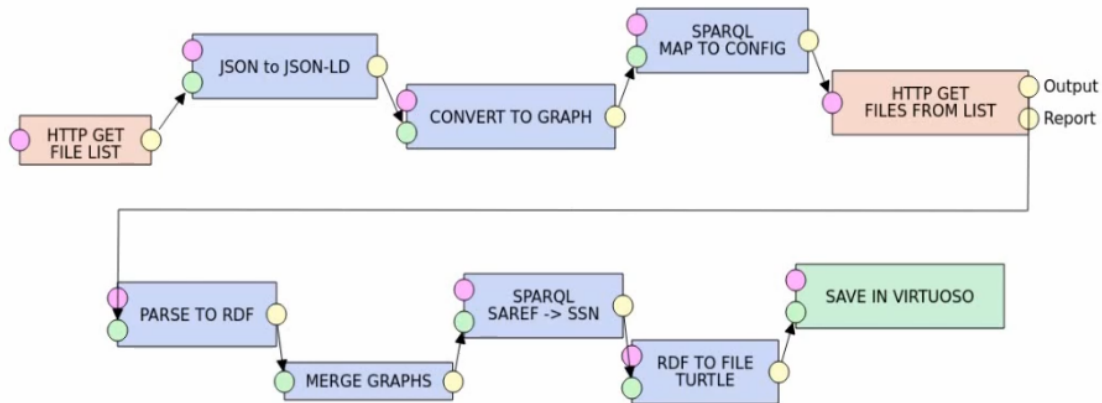 HTTP GET
FILE LIST
JSON to JSON-LD
CONVERT TO GRAPH
SPARQL
MAP TO CONFIG
HTTP GET
FILES FROM LIST
Output
Report
PARSE TO RDF
MERGE GRAPHS
SPARQL
SAREF -> SSN
RDF TO FILE
TURTLE
SAVE IN VIRTUOSO